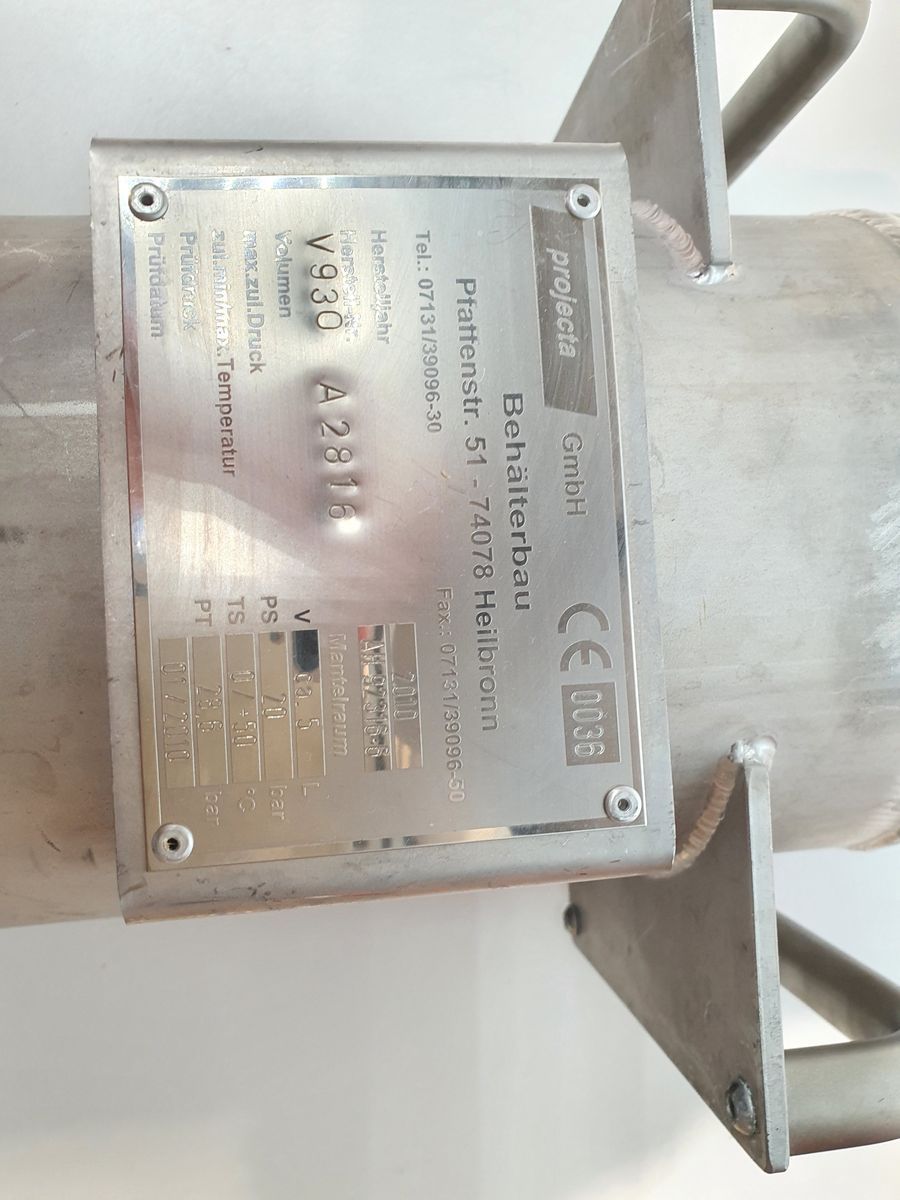 projecta GmbH CE 0036
Behälterbau
Pfaffenstr. 51 - 74078 Heilbronn
Tel.: 07131/39096-30 Fax.: 07131/39096-50
Herstelljahr 2010
Herstell-Nr.
V930 A2816 Mantelraum
Volumen V ca. 5 L
max.zul.Druck PS 20 bar
zul.min/max.Temperatur TS 0 / +50 °C
Prüfdruck PT 28,6 bar
Prüfdatum 01 / 2010